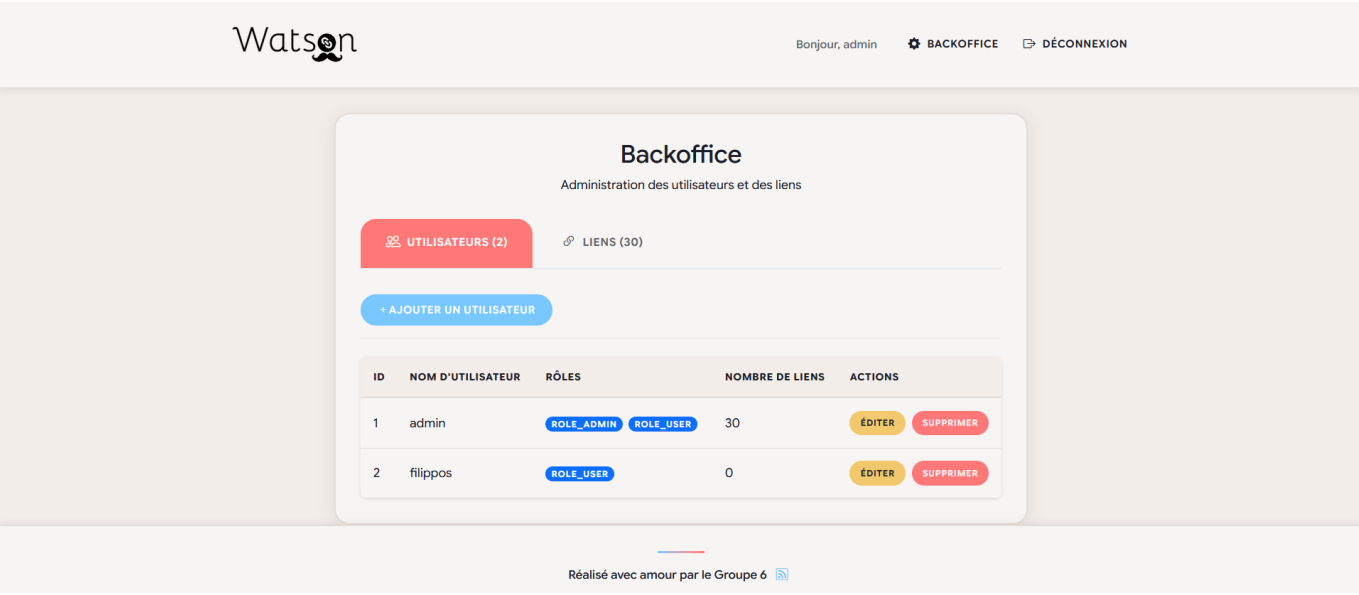 Watson
Bonjour, admin BACKOFFICE DÉCONNEXION
Backoffice
Administration des utilisateurs et des liens
UTILISATEURS (2) LIENS (30)
+ AJOUTER UN UTILISATEUR
ID NOM D'UTILISATEUR RÔLES NOMBRE DE LIENS ACTIONS
1 admin ROLE_ADMIN ROLE_USER 30 ÉDITER SUPPRIMER
2 filippos ROLE_USER 0 ÉDITER SUPPRIMER
Réalisé avec amour par le Groupe 6